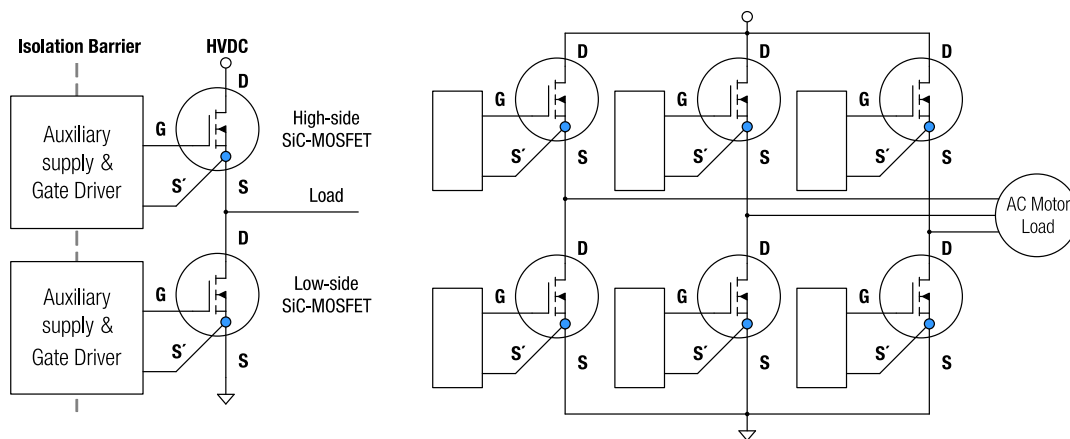 Isolation Barrier
HVDC
D
Auxiliary
supply &
Gate Driver
G
High-side
SiC-MOSFET
S´
S
Load
D
Auxiliary
supply &
Gate Driver
G
Low-side
SiC-MOSFET
S´
S
D
D
D
G
G
G
S´
S
S´
S
S´
S
AC Motor
Load
D
D
D
G
G
G
S´
S
S´
S
S´
S